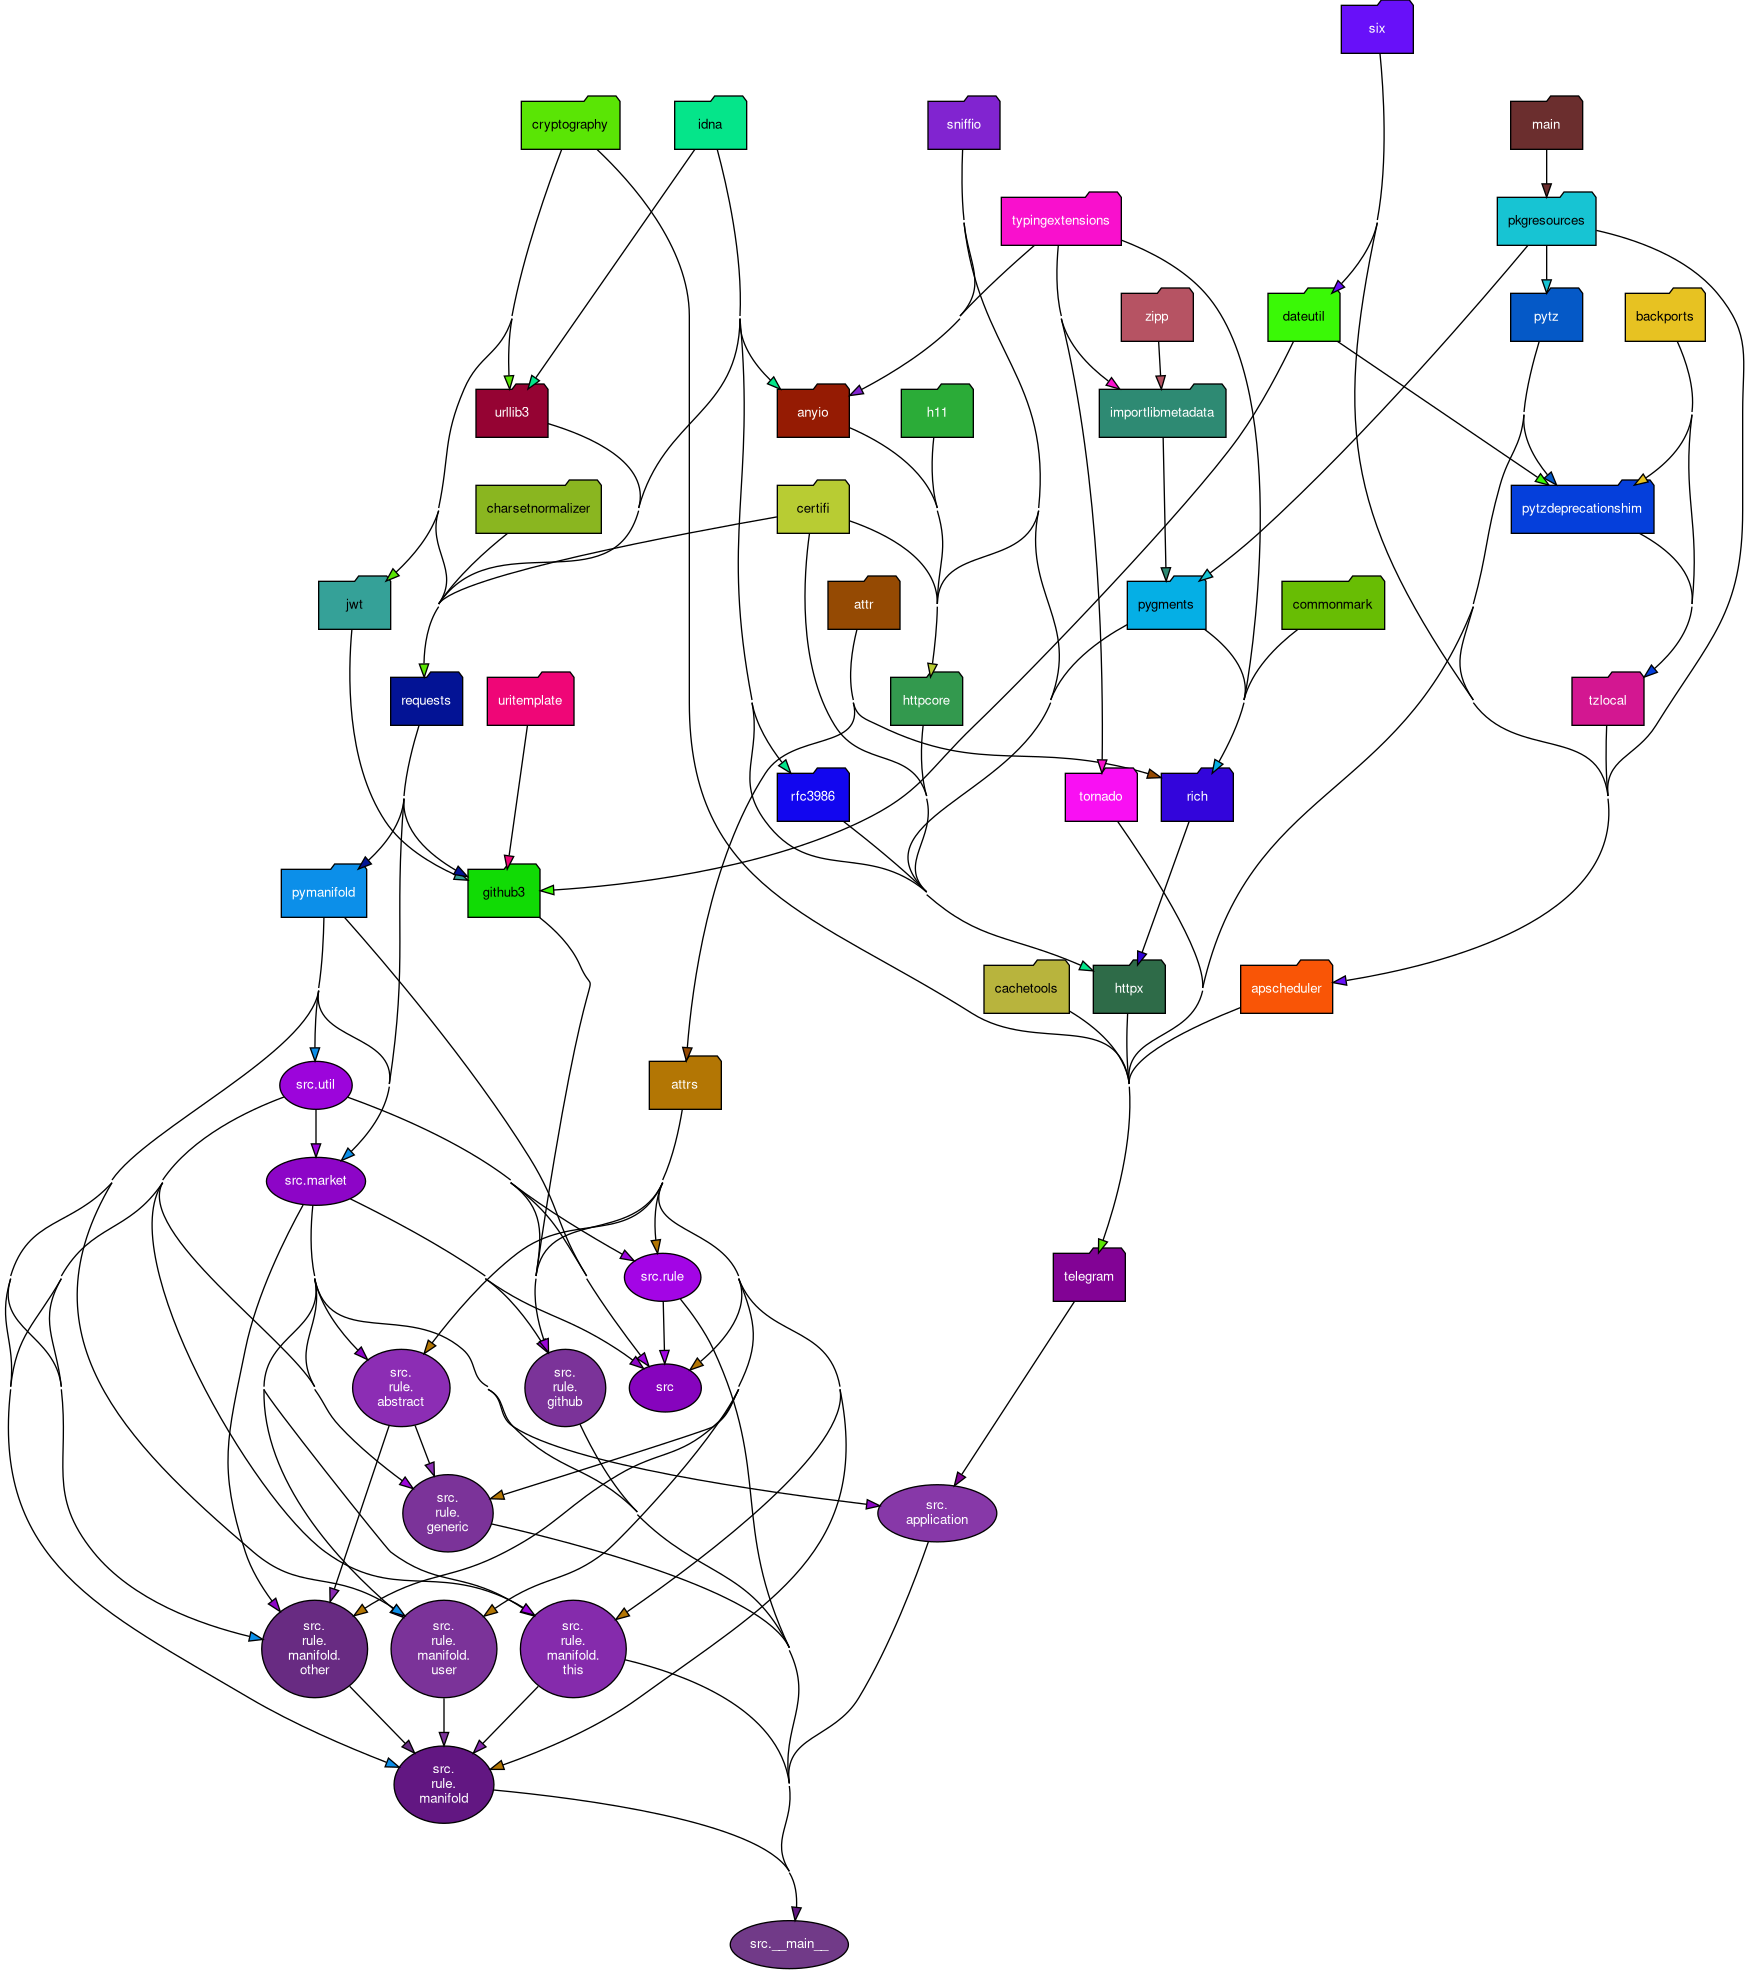 six
cryptography
idna
sniffio
main
typingextensions
pkgresources
zipp
dateutil
pytz
backports
urllib3
anyio
h11
importlibmetadata
charsetnormalizer
certifi
pytzdeprecationshim
jwt
attr
pygments
commonmark
requests
uritemplate
httpcore
tzlocal
rfc3986
tornado
rich
pymanifold
github3
cachetools
httpx
apscheduler
src.util
attrs
src.market
src.rule
telegram
src.
rule.
abstract
src.
rule.
github
src
src.
rule.
generic
src.
application
src.
rule.
manifold.
other
src.
rule.
manifold.
user
src.
rule.
manifold.
this
src.
rule.
manifold
src.__main__